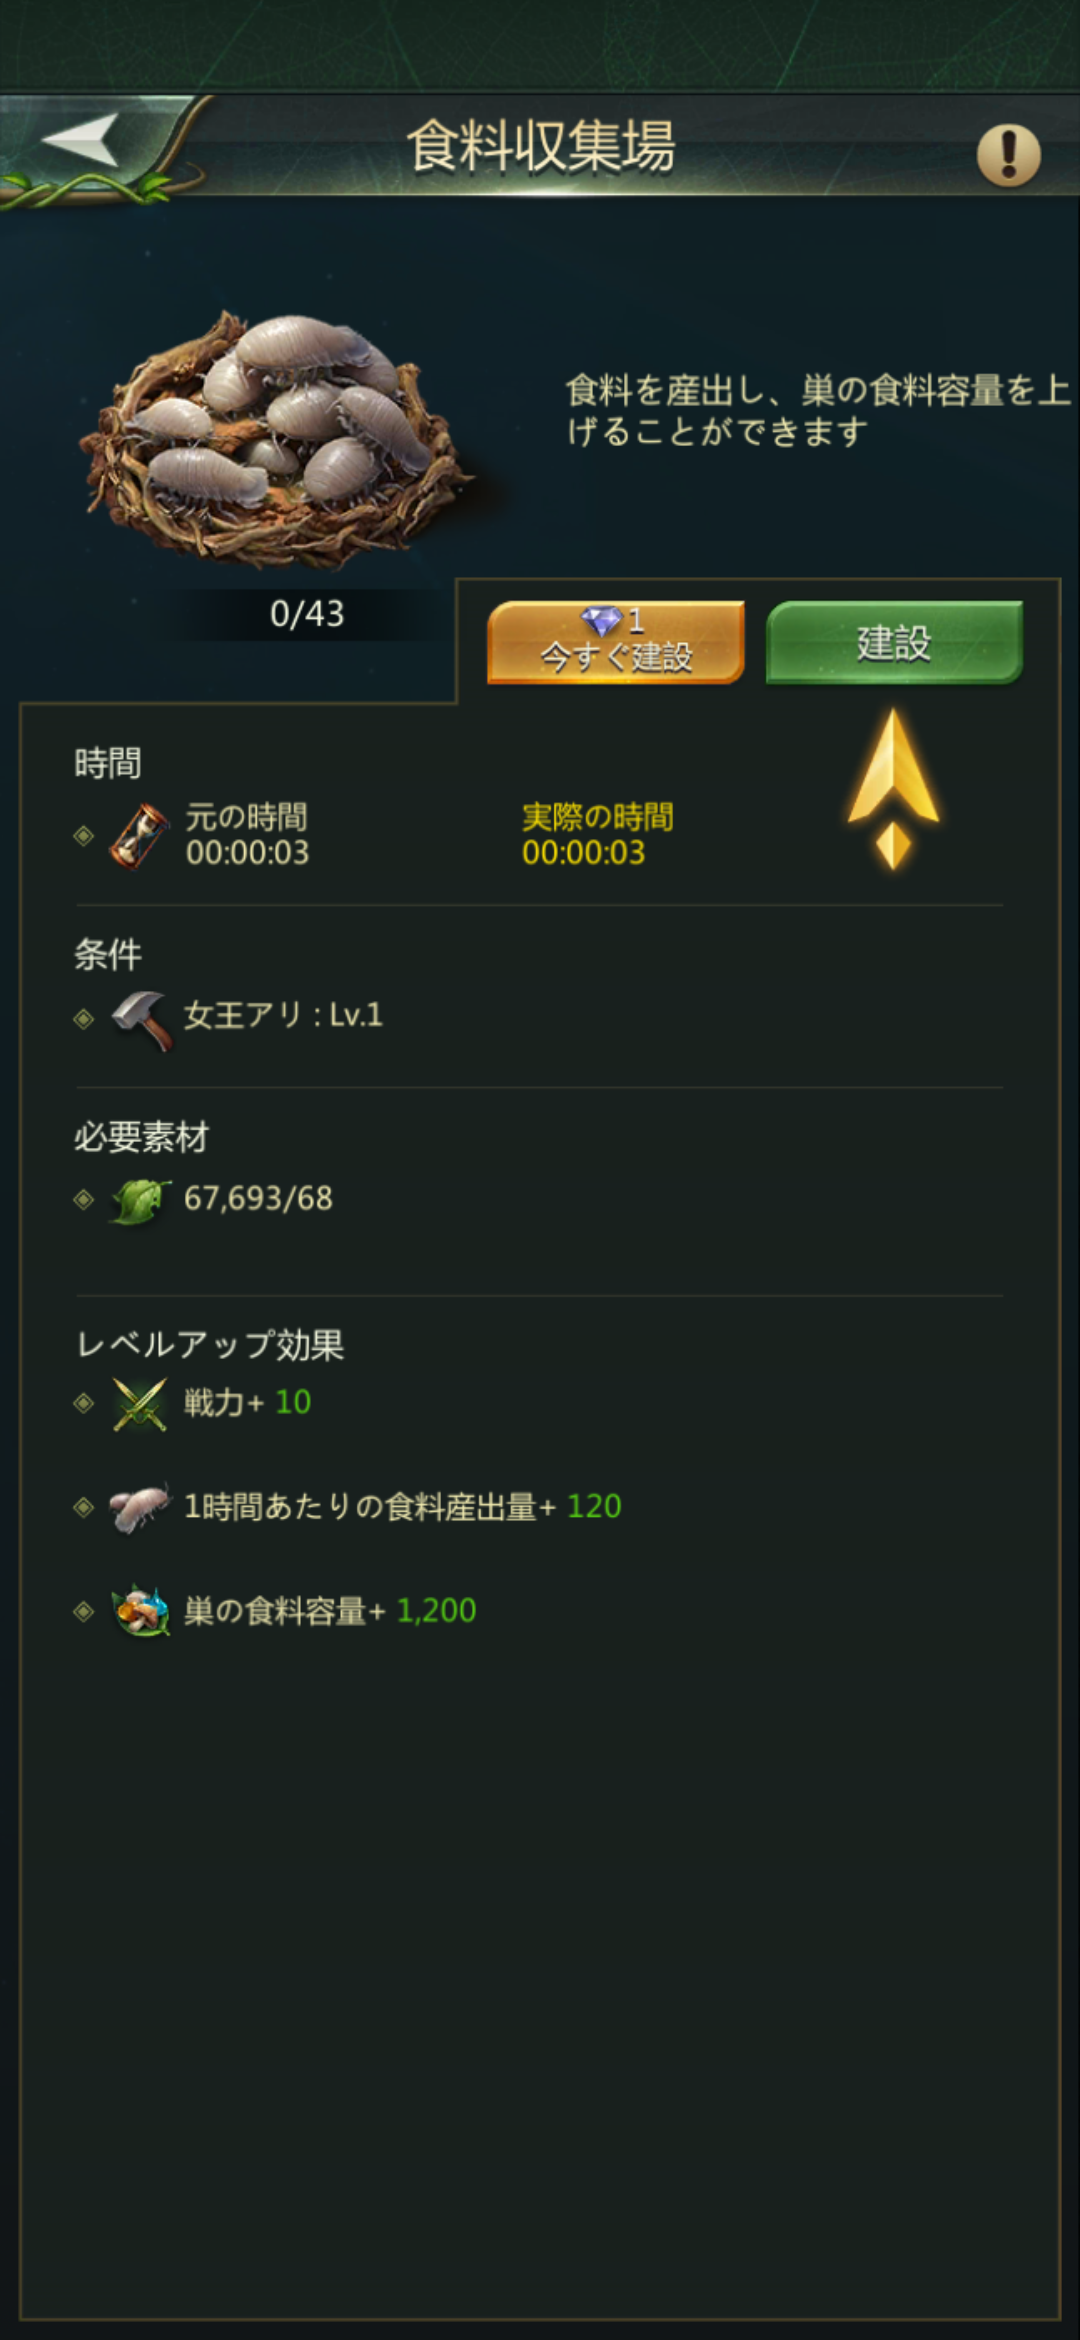 食料収集場
食料を産出し、巣の食料容量を上
げることができます
0/43
1
今すぐ建設
建設
時間
元の時間
実際の時間
00:00:03
00:00:03
条件
女王アリ : Lv.1
必要素材
67,693/68
レベルアップ効果
戦力+ 10
1時間あたりの食料産出量+ 120
巣の食料容量+ 1,200